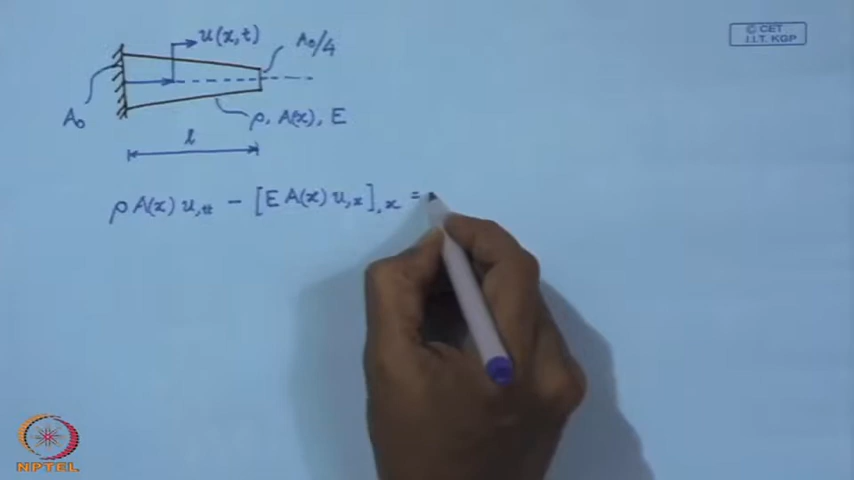 u(x,t)
A₀/4
© CET
I.I.T. KGP
A₀
ρ, A(x), E
l
ρA(x) u,tt − [E A(x) u,x],x =
NPTEL